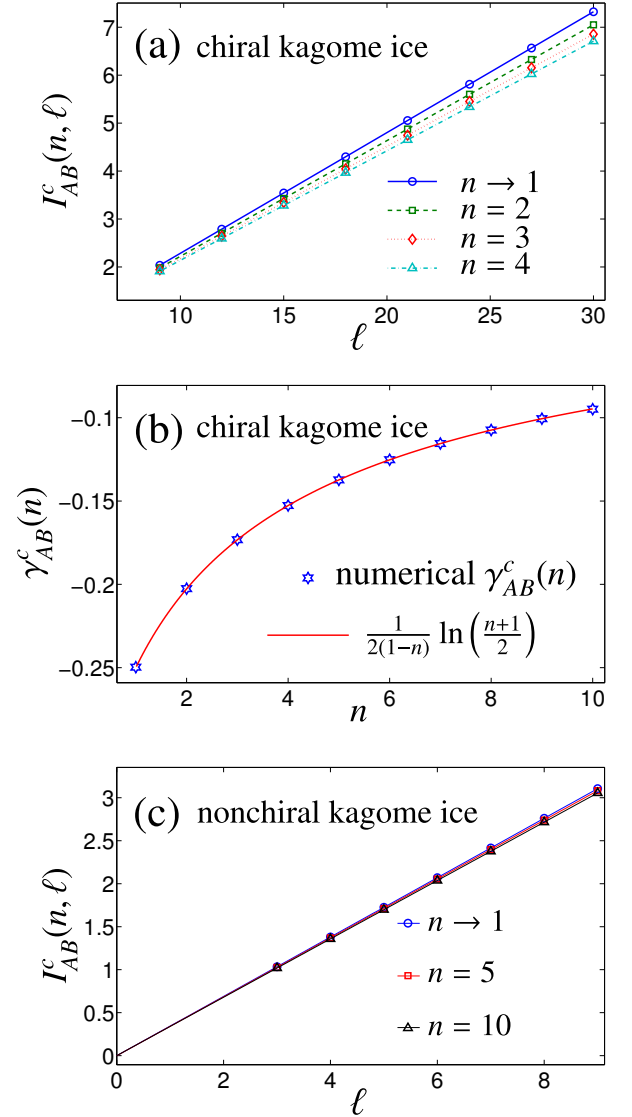 (a) chiral kagome ice
7
6
5
4
3
2
I^c_{AB}(n, ℓ)
n → 1
n = 2
n = 3
n = 4
10 15 20 25 30
ℓ
(b) chiral kagome ice
−0.1
−0.15
−0.2
−0.25
γ^c_{AB}(n)
numerical γ^c_{AB}(n)
\frac{1}{2(1−n)} ln(\frac{n+1}{2})
2 4 6 8 10
n
(c) nonchiral kagome ice
3
2.5
2
1.5
1
0.5
0
I^c_{AB}(n, ℓ)
n → 1
n = 5
n = 10
0 2 4 6 8
ℓ